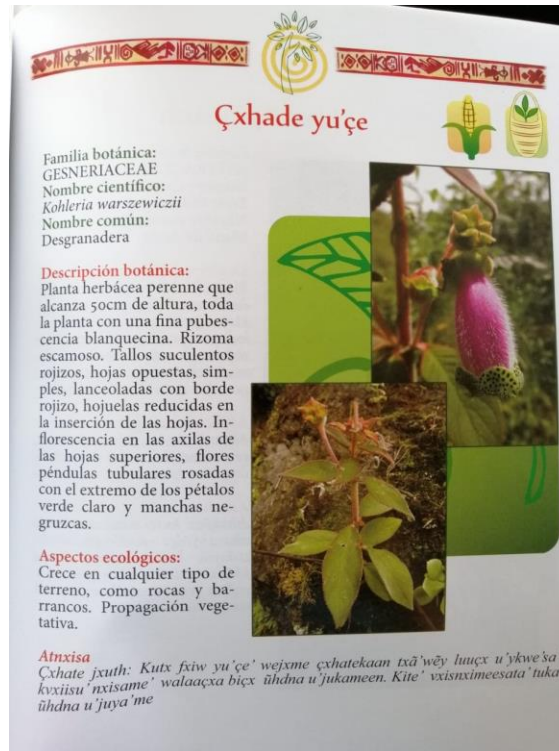 Çxhade yu'çe
Familia botánica:
GESNERIACEAE
Nombre científico:
Kohleria warszewiczii
Nombre común:
Desgranadera
Descripción botánica:
Planta herbácea perenne que
alcanza 50cm de altura, toda
la planta con una fina pubes-
cencia blanquecina. Rizoma
escamoso. Tallos suculentos
rojizos, hojas opuestas, sim-
ples, lanceoladas con borde
rojizo, hojuelas reducidas en
la inserción de las hojas. In-
florescencia en las axilas de
las hojas superiores, flores
péndulas tubulares rosadas
con el extremo de los pétalos
verde claro y manchas ne-
gruzcas.
Aspectos ecológicos:
Crece en cualquier tipo de
terreno, como rocas y ba-
rrancos. Propagación vege-
tativa.
Atnxisa
Çxhate jxuth: Kutx fxiw yu'çe' wejxme çxhatekaan txã'wẽy luuçx u'ykwe'sa
kvxiisu'nxisame' walaaçxa biçx ũhdna u'jukameen. Kite' vxisnximeesata'tuka
ũhdna u'juya'me